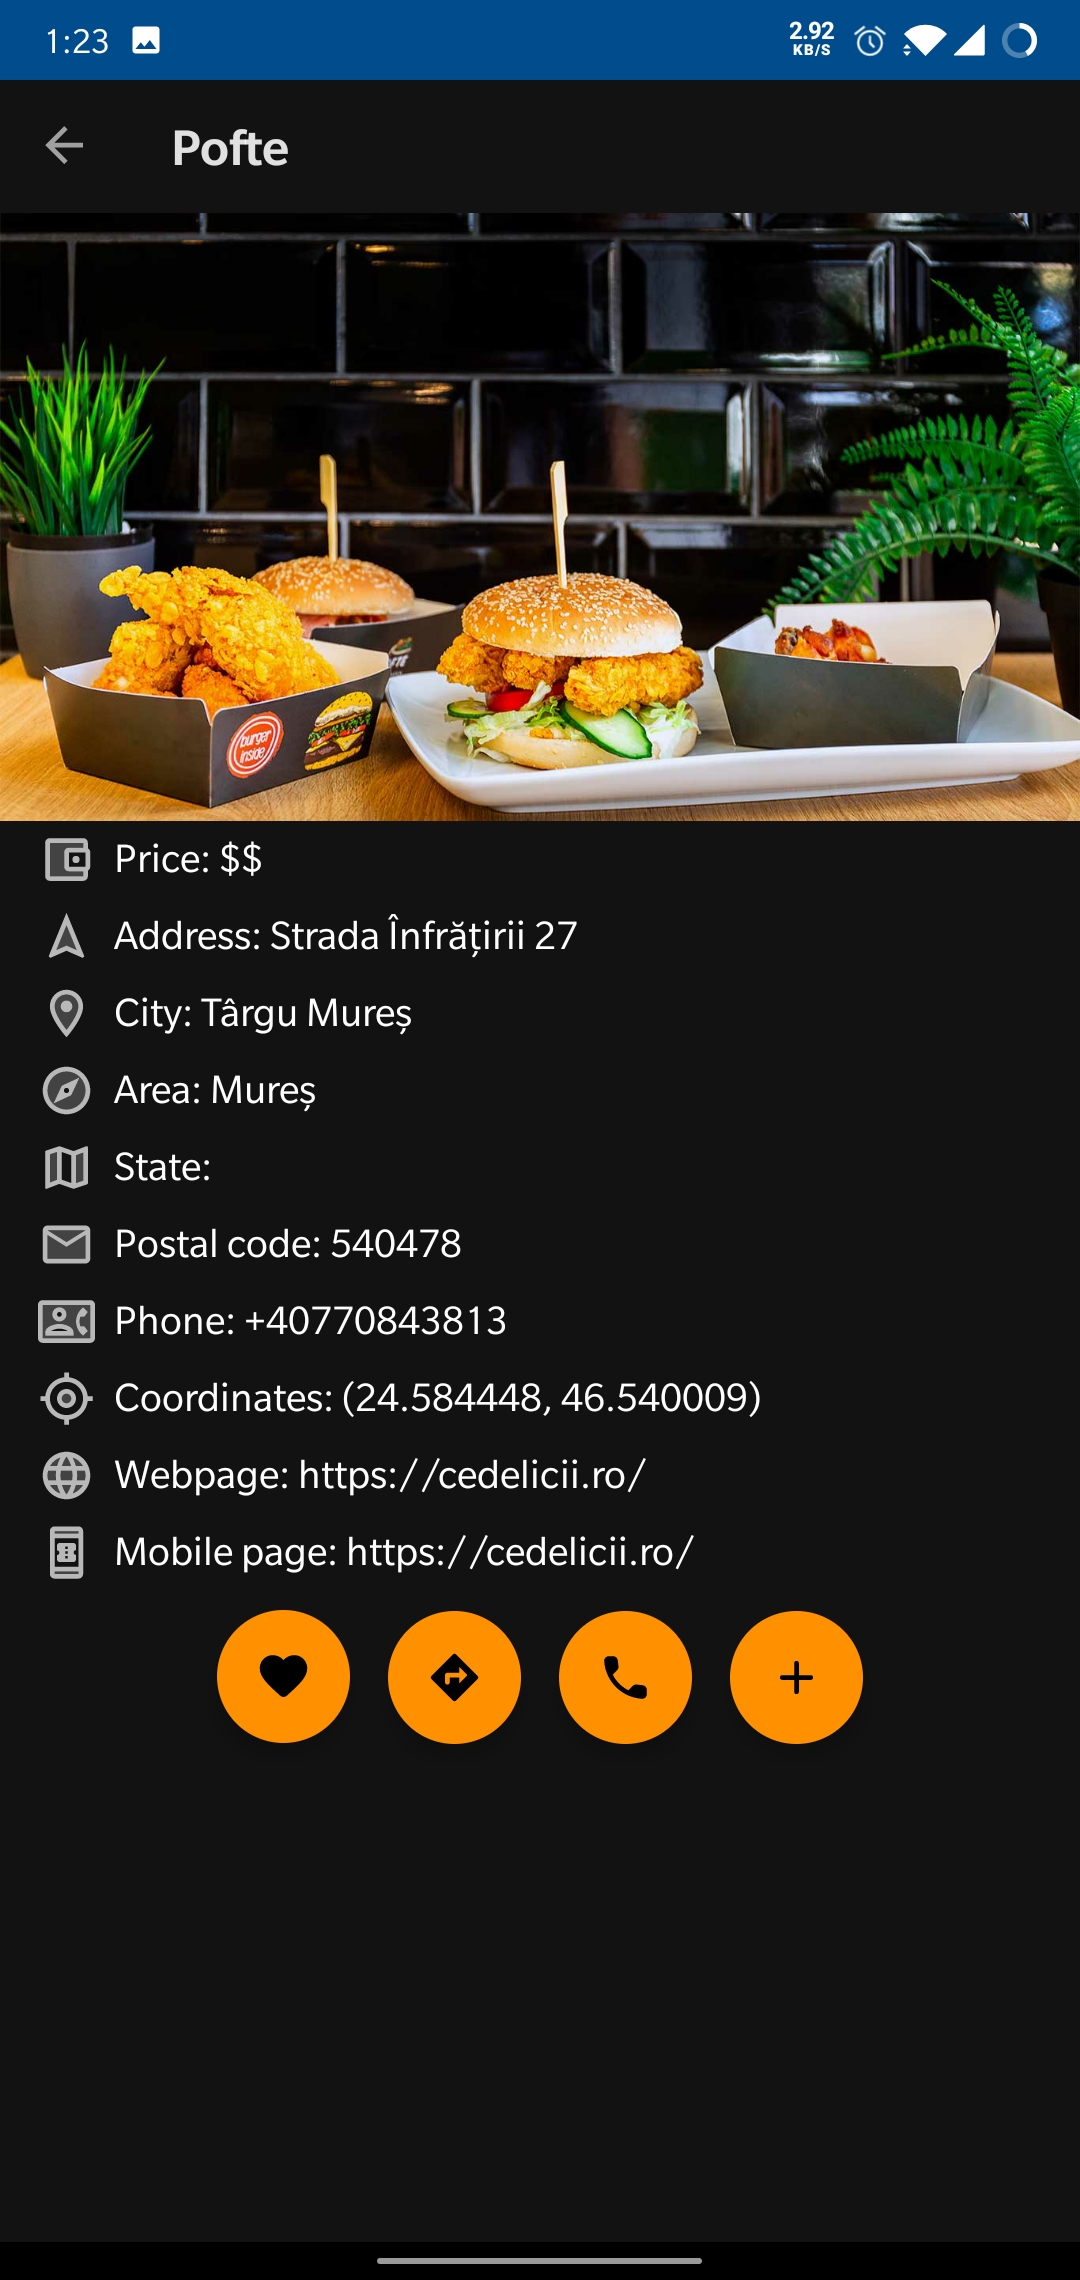 1:23
2.92
KB/S
Pofte
burger
inside
Price: $$
Address: Strada Înfrățirii 27
City: Târgu Mureș
Area: Mureș
State:
Postal code: 540478
Phone: +40770843813
Coordinates: (24.584448, 46.540009)
Webpage: https://cedelicii.ro/
Mobile page: https://cedelicii.ro/